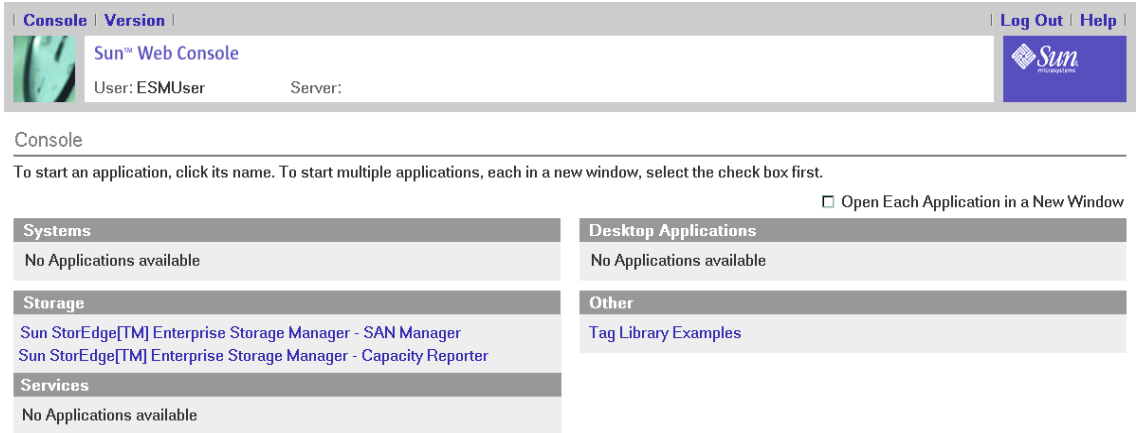 | Console | Version |
| Log Out | Help |
Sun™ Web Console
User: ESMUser Server:
Sun
microsystems
Console
To start an application, click its name. To start multiple applications, each in a new window, select the check box first.
Open Each Application in a New Window
Systems
No Applications available
Desktop Applications
No Applications available
Storage
Sun StorEdge[TM] Enterprise Storage Manager - SAN Manager
Sun StorEdge[TM] Enterprise Storage Manager - Capacity Reporter
Other
Tag Library Examples
Services
No Applications available